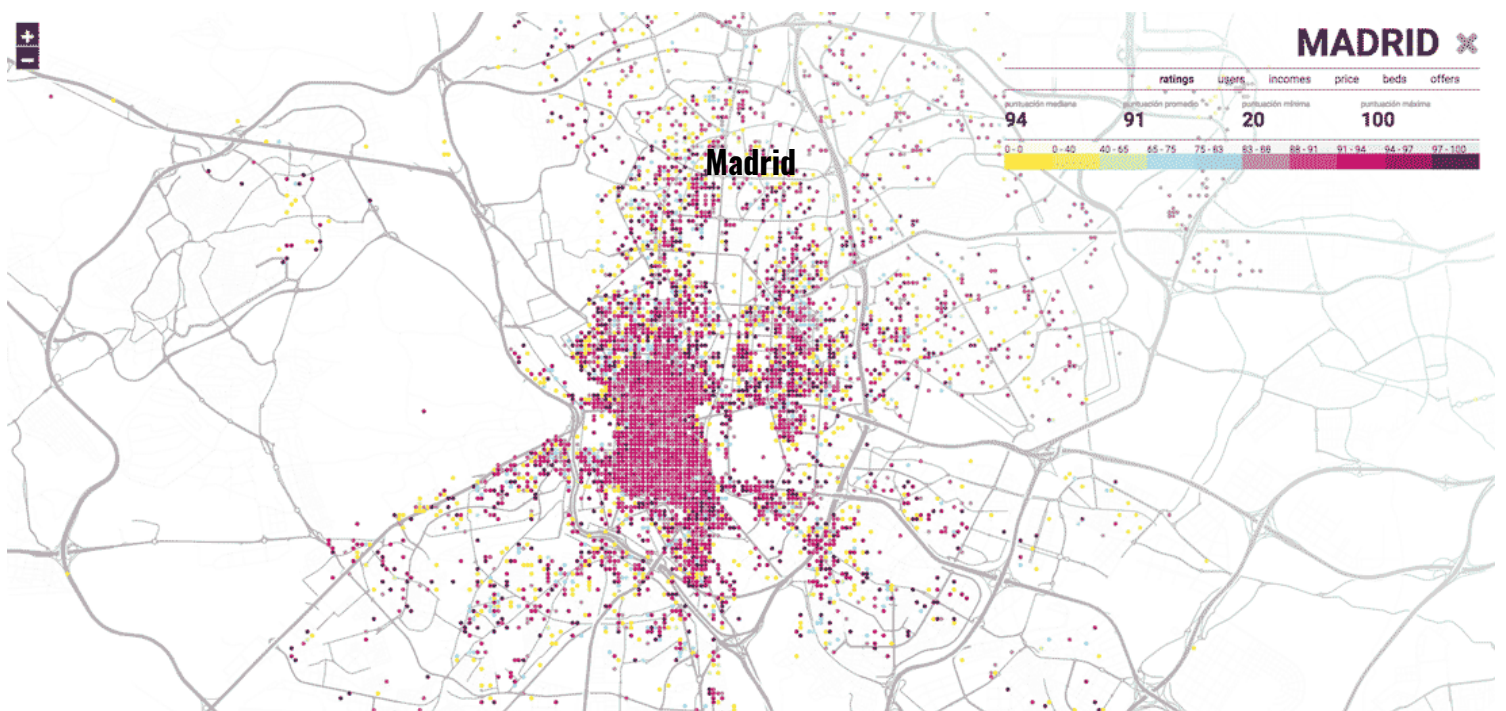 +
-
MADRID ×
ratings users incomes price beds offers
puntuación mediana puntuación promedio puntuación mínima puntuación máxima
94 91 20 100
0 - 0 0 - 40 40 - 65 65 - 75 75 - 83 83 - 88 88 - 91 91 - 94 94 - 97 97 - 100
Madrid